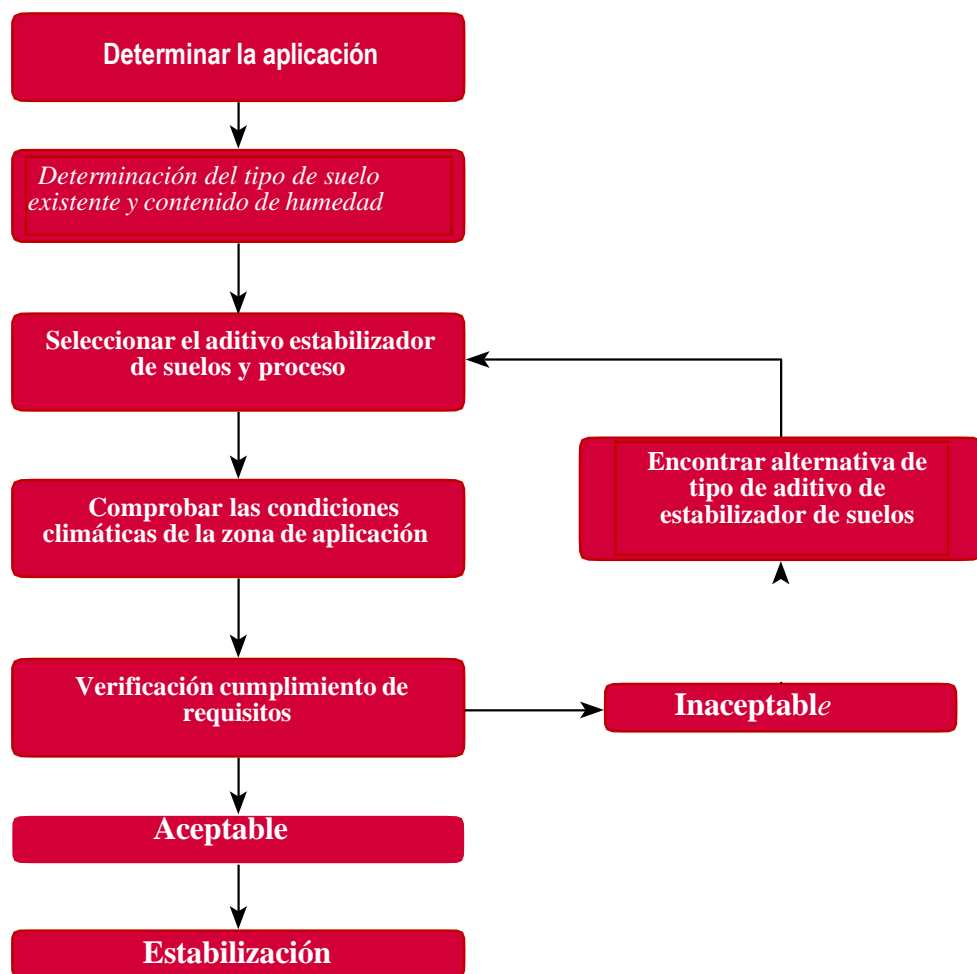 Determinar la aplicación
Determinación del tipo de suelo
existente y contenido de humedad
Seleccionar el aditivo estabilizador
de suelos y proceso
Comprobar las condiciones
climáticas de la zona de aplicación
Encontrar alternativa de
tipo de aditivo de
estabilizador de suelos
Verificación cumplimiento de
requisitos
Inaceptable
Aceptable
Estabilización